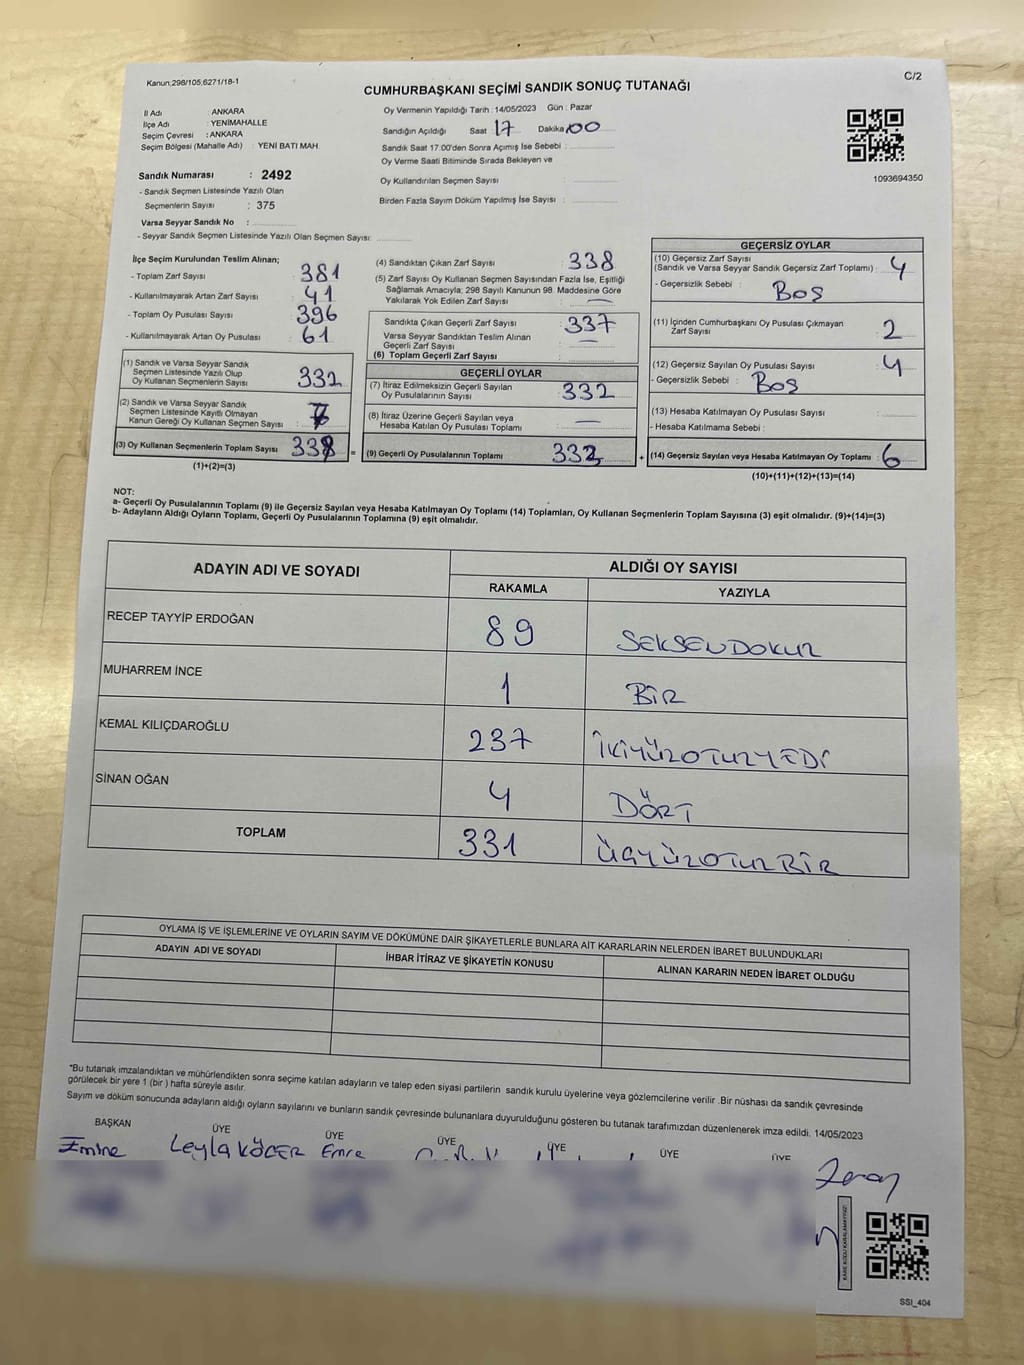 Kanun;298/105,6271/18-1
C/2
CUMHURBAŞKANI SEÇİMİ SANDIK SONUÇ TUTANAĞI
İl Adı : ANKARA
İlçe Adı : YENİMAHALLE
Seçim Çevresi : ANKARA
Seçim Bölgesi (Mahalle Adı) : YENİ BATI MAH.
Sandık Numarası : 2492
- Sandık Seçmen Listesinde Yazılı Olan
Seçmenlerin Sayısı : 375
Varsa Seyyar Sandık No :
- Seyyar Sandık Seçmen Listesinde Yazılı Olan Seçmen Sayısı:
Oy Vermenin Yapıldığı Tarih : 14/05/2023 Gün : Pazar
Sandığın Açıldığı Saat : 17 Dakika : 00
Sandık Saat 17.00'den Sonra Açımış İse Sebebi :
Oy Verme Saati Bitiminde Sırada Bekleyen ve
Oy Kullandırılan Seçmen Sayısı :
Birden Fazla Sayım Döküm Yapılmış İse Sayısı :
1093694350
İlçe Seçim Kurulundan Teslim Alınan;
- Toplam Zarf Sayısı : 381
- Kullanılmayarak Artan Zarf Sayısı : 41
- Toplam Oy Pusulası Sayısı : 396
- Kullanılmayarak Artan Oy Pusulası : 61
(1) Sandık ve Varsa Seyyar Sandık
Seçmen Listesinde Yazılı Olup
Oy Kullanan Seçmenlerin Sayısı : 332
(2) Sandık ve Varsa Seyyar Sandık
Seçmen Listesinde Kayıtlı Olmayan
Kanun Gereği Oy Kullanan Seçmen Sayısı :
(3) Oy Kullanan Seçmenlerin Toplam Sayısı : 338 =
(1)+(2)=(3)
(4) Sandıktan Çıkan Zarf Sayısı : 338
(5) Zarf Sayısı Oy Kullanan Seçmen Sayısından Fazla İse, Eşitliği
Sağlamak Amacıyla; 298 Sayılı Kanunun 98. Maddesine Göre
Yakılarak Yok Edilen Zarf Sayısı : —
Sandıkta Çıkan Geçerli Zarf Sayısı : 337
Varsa Seyyar Sandıktan Teslim Alınan
Geçerli Zarf Sayısı : —
(6) Toplam Geçerli Zarf Sayısı :
GEÇERLİ OYLAR
(7) İtiraz Edilmeksizin Geçerli Sayılan
Oy Pusulalarının Sayısı : 332
(8) İtiraz Üzerine Geçerli Sayılan veya
Hesaba Katılan Oy Pusulası Toplamı : —
(9) Geçerli Oy Pusulalarının Toplamı : 332 +
GEÇERSİZ OYLAR
(10) Geçersiz Zarf Sayısı
(Sandık ve Varsa Seyyar Sandık Geçersiz Zarf Toplamı) : 4
- Geçersizlik Sebebi : BOŞ
(11) İçinden Cumhurbaşkanı Oy Pusulası Çıkmayan
Zarf Sayısı : 2
(12) Geçersiz Sayılan Oy Pusulası Sayısı : 4
- Geçersizlik Sebebi : BOŞ
(13) Hesaba Katılmayan Oy Pusulası Sayısı :
- Hesaba Katılmama Sebebi :
(14) Geçersiz Sayılan veya Hesaba Katılmayan Oy Toplamı : 6
(10)+(11)+(12)+(13)=(14)
NOT:
a- Geçerli Oy Pusulalarının Toplamı (9) ile Geçersiz Sayılan veya Hesaba Katılmayan Oy Toplamı (14) Toplamları, Oy Kullanan Seçmenlerin Toplam Sayısına (3) eşit olmalıdır. (9)+(14)=(3)
b- Adayların Aldığı Oyların Toplamı, Geçerli Oy Pusulalarının Toplamına (9) eşit olmalıdır.
ADAYIN ADI VE SOYADI ALDIĞI OY SAYISI
RAKAMLA YAZIYLA
RECEP TAYYİP ERDOĞAN 89 SEKSENDOKUZ
MUHARREM İNCE 1 BİR
KEMAL KILIÇDAROĞLU 237 İKİYÜZOTUZYEDİ
SİNAN OĞAN 4 DÖRT
TOPLAM 331 ÜÇYÜZOTUZBİR
OYLAMA İŞ VE İŞLEMLERİNE VE OYLARIN SAYIM VE DÖKÜMÜNE DAİR ŞİKAYETLERLE BUNLARA AİT KARARLARIN NELERDEN İBARET BULUNDUKLARI
ADAYIN ADI VE SOYADI İHBAR İTİRAZ VE ŞİKAYETİN KONUSU ALINAN KARARIN NEDEN İBARET OLDUĞU
*Bu tutanak imzalandıktan ve mühürlendikten sonra seçime katılan adayların ve talep eden siyasi partilerin sandık kurulu üyelerine veya gözlemcilerine verilir .Bir nüshası da sandık çevresinde
görülecek bir yere 1 (bir ) hafta süreyle asılır.
Sayım ve döküm sonucunda adayların aldığı oyların sayılarını ve bunların sandık çevresinde bulunanlara duyurulduğunu gösteren bu tutanak tarafımızdan düzenlenerek imza edildi. 14/05/2023
BAŞKAN ÜYE ÜYE ÜYE ÜYE ÜYE ÜYE
Emine Leyla KÖÇER Emre
KARE KODU KARALAMAYINIZ!
SSI_404